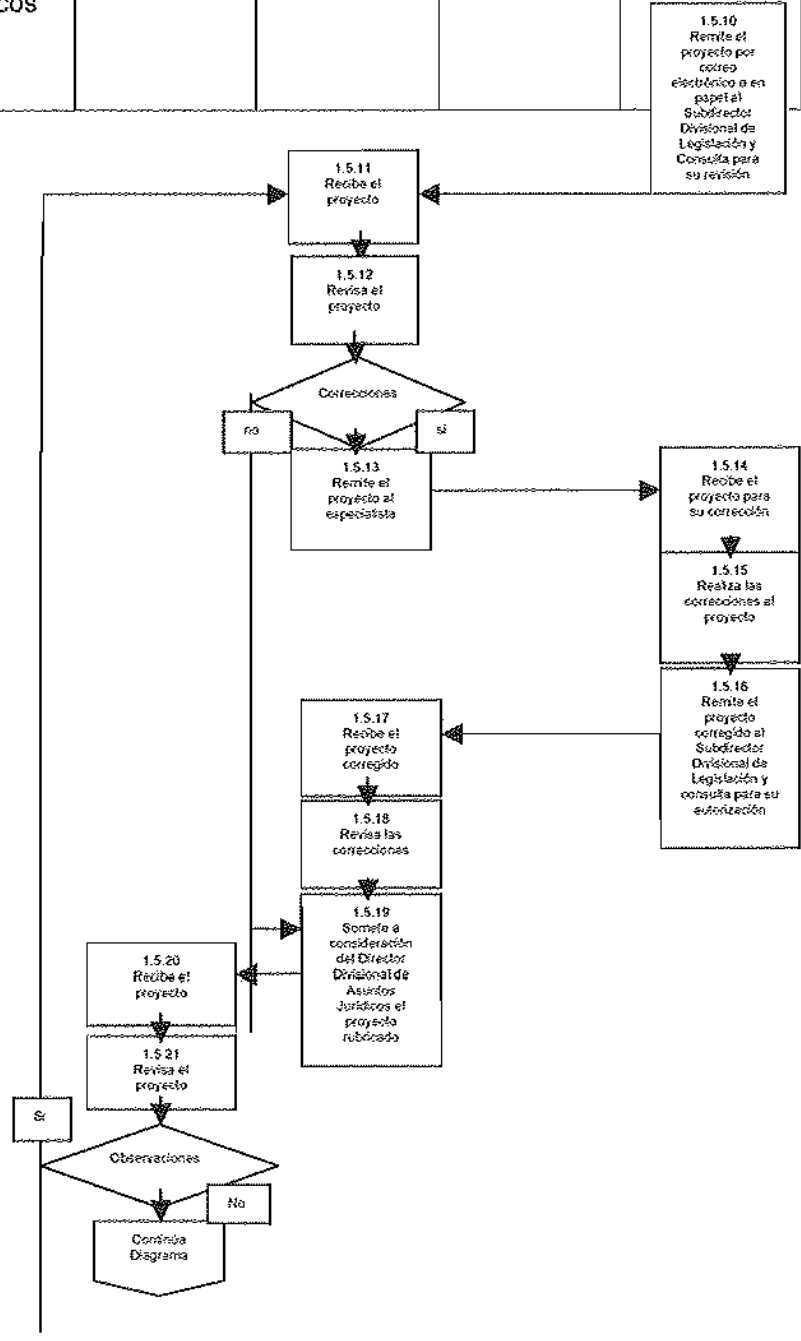 COS
1.5.10
Remite el
proyecto por
correo
electrónico o en
papel al
Subdirector
Divisional de
Legislación y
Consulta para
su revisión
1.5.11
Recibe el
proyecto
1.5.12
Revisa el
proyecto
Correcciones
no
si
1.5.13
Remite el
proyecto al
especialista
1.5.14
Recibe el
proyecto para
su corrección
1.5.15
Realiza las
correcciones al
proyecto
1.5.16
Remite el
proyecto
corregido al
Subdirector
Divisional de
Legislación y
consulta para su
autorización
1.5.17
Recibe el
proyecto
corregido
1.5.18
Revisa las
correcciones
1.5.19
Somete a
consideración
del Director
Divisional de
Asuntos
Jurídicos el
proyecto
rubricado
1.5.20
Recibe el
proyecto
1.5.21
Revisa el
proyecto
Si
Observaciones
No
Continúa
Diagrama